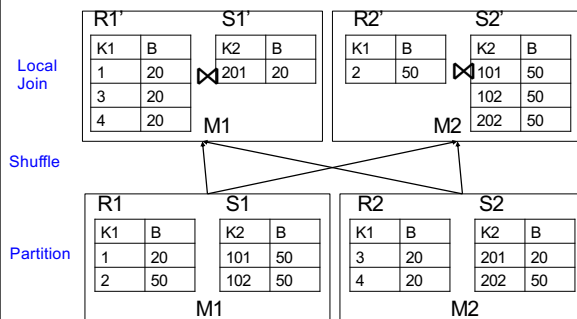 R1' S1' R2' S2'
K1 B K2 B K1 B K2 B
1 20 ⋈ 201 20 2 50 ⋈ 101 50
3 20 102 50
4 20 202 50
Local
Join
M1 M2
Shuffle
R1 S1 R2 S2
K1 B K2 B K1 B K2 B
1 20 101 50 3 20 201 20
2 50 102 50 4 20 202 50
Partition
M1 M2